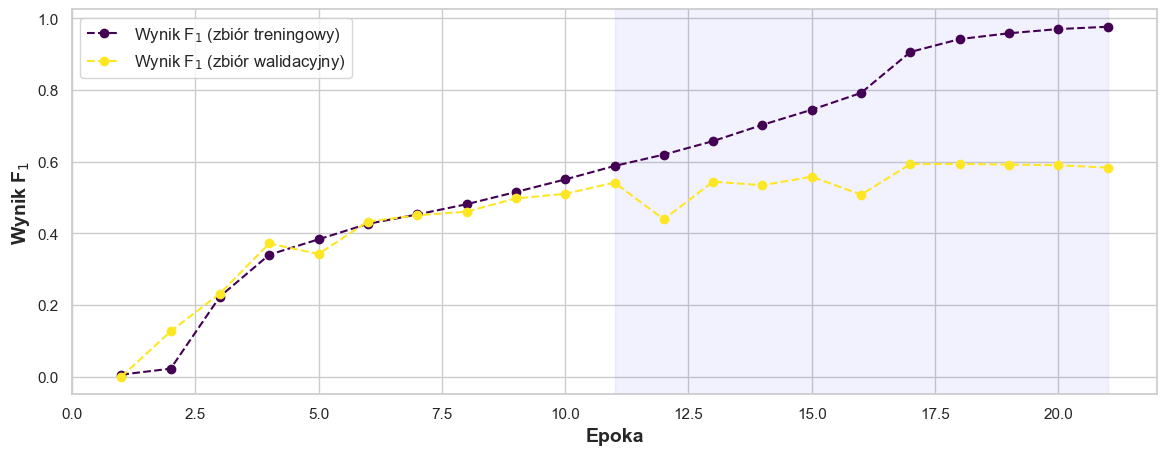 Wynik F₁ (zbiór treningowy)
Wynik F₁ (zbiór walidacyjny)
Wynik F₁
1.0
0.8
0.6
0.4
0.2
0.0
0.0 2.5 5.0 7.5 10.0 12.5 15.0 17.5 20.0
Epoka